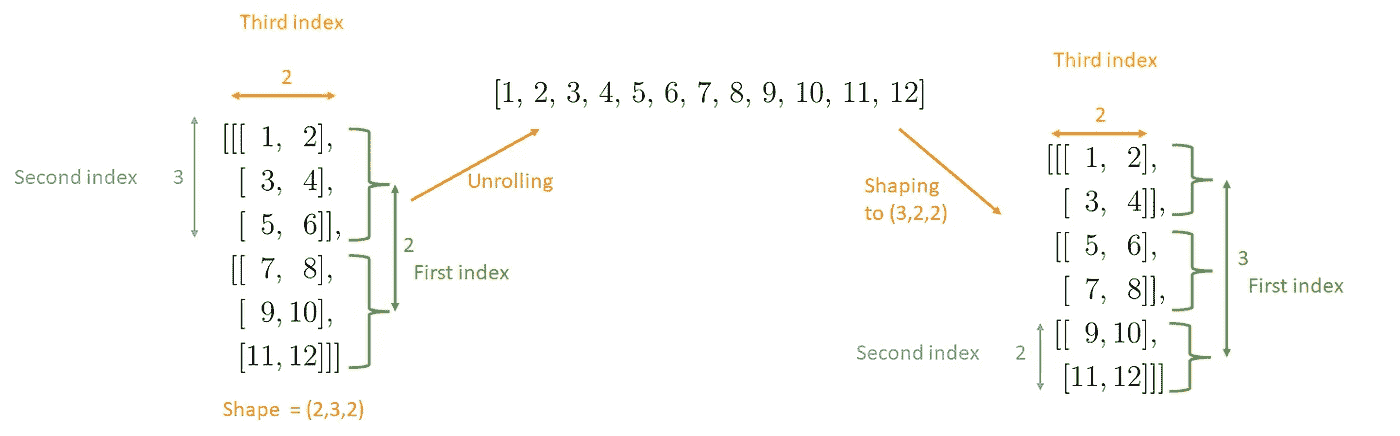 Third index
2
[[[ 1, 2],
[ 3, 4],
[ 5, 6]],
[[ 7, 8],
[ 9, 10],
[11, 12]]]
Second index 3
2
First index
Shape = (2,3,2)
Unrolling
[1, 2, 3, 4, 5, 6, 7, 8, 9, 10, 11, 12]
Shaping
to (3,2,2)
Third index
2
[[[ 1, 2],
[ 3, 4]],
[[ 5, 6],
[ 7, 8]],
[[ 9, 10],
[11, 12]]]
3
First index
Second index 2